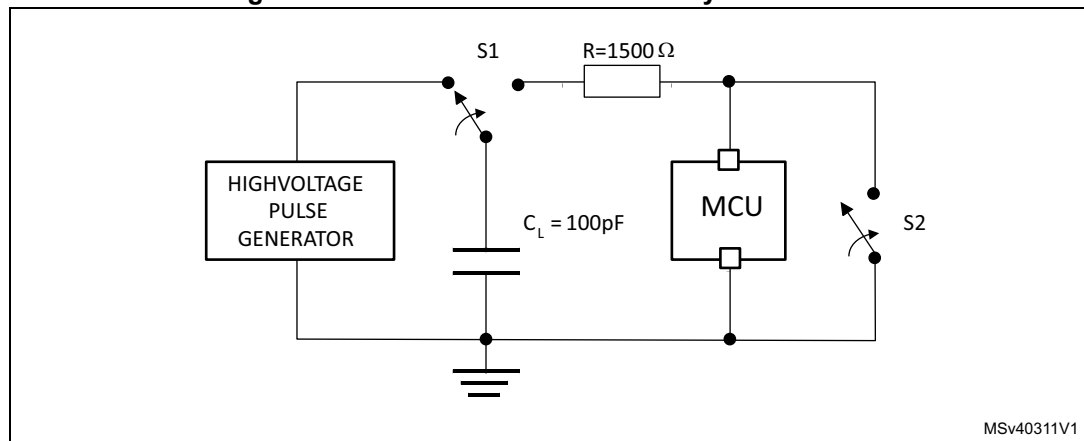 S1
R=1500 Ω
HIGHVOLTAGE
PULSE
GENERATOR
C_L = 100pF
MCU
S2
MSv40311V1